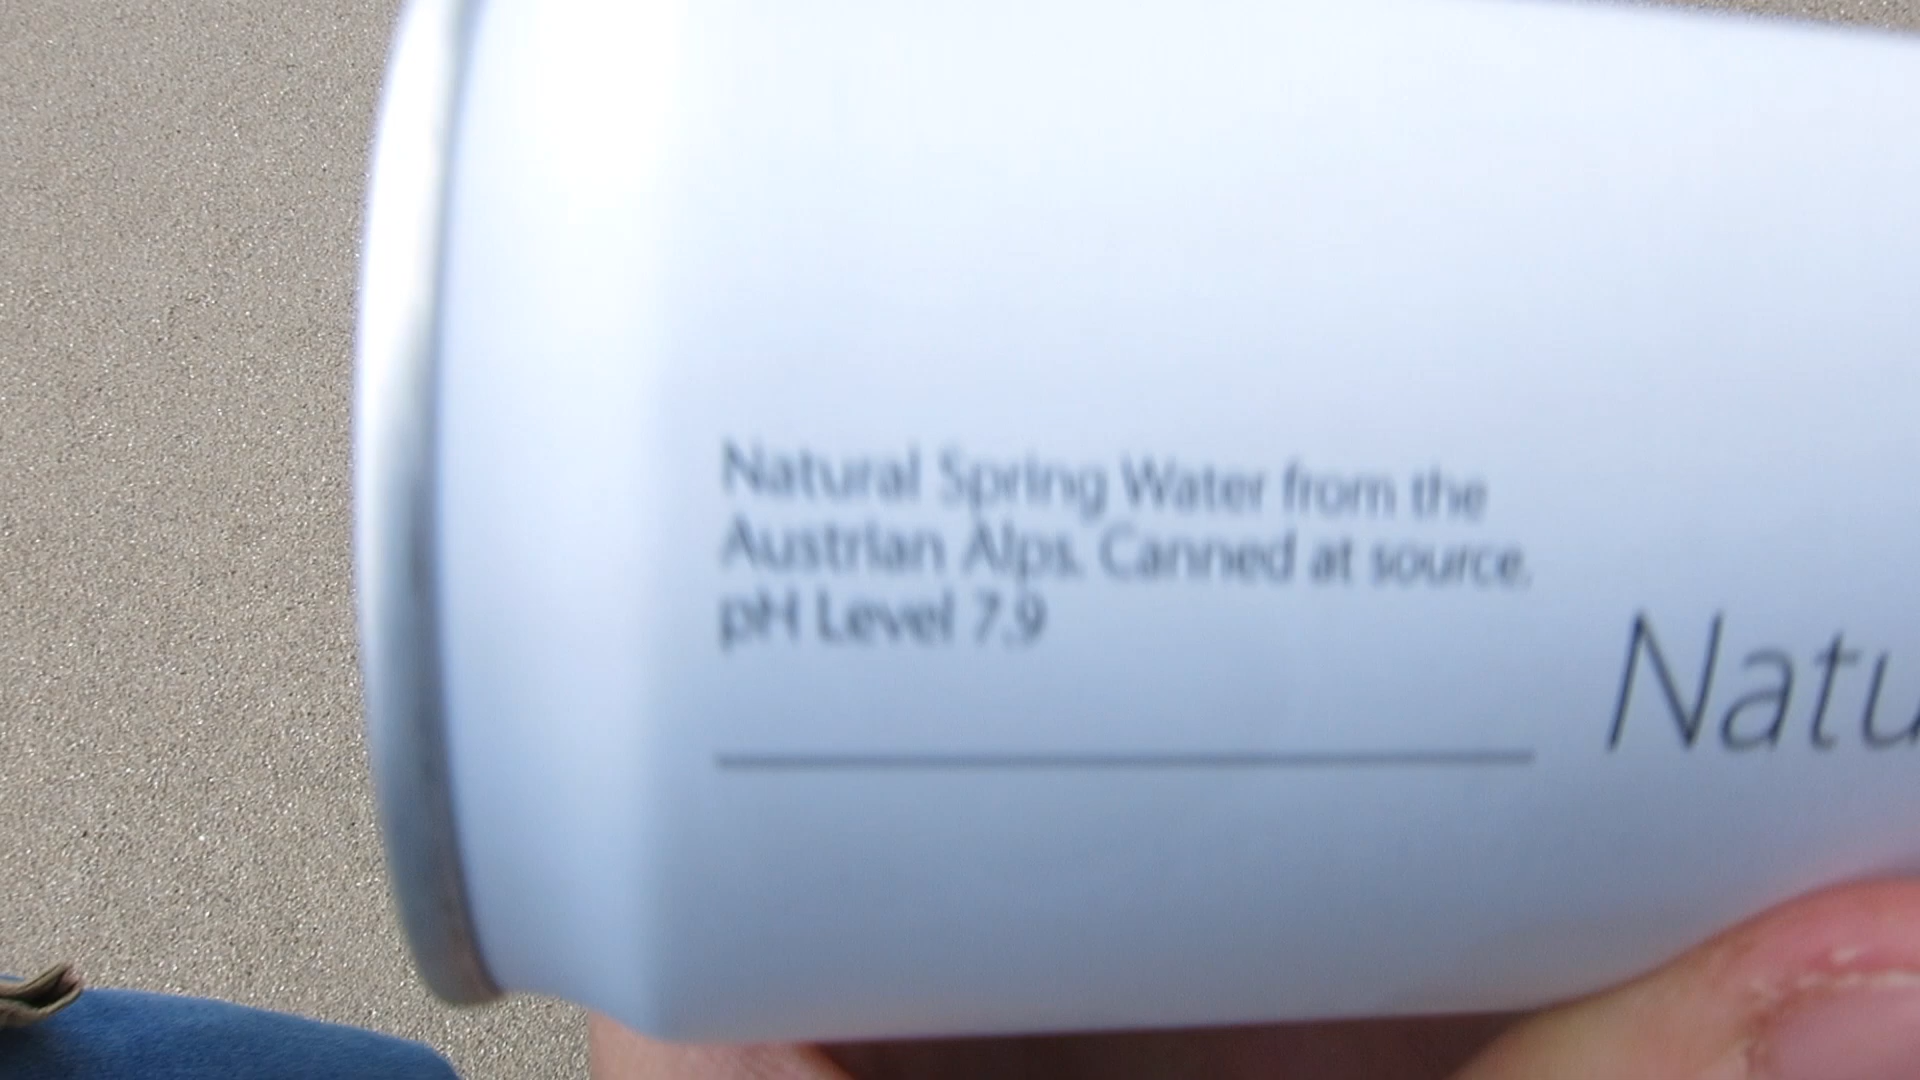 Natural Spring Water from the
Austrian Alps. Canned at source.
pH Level 7.9
Natu